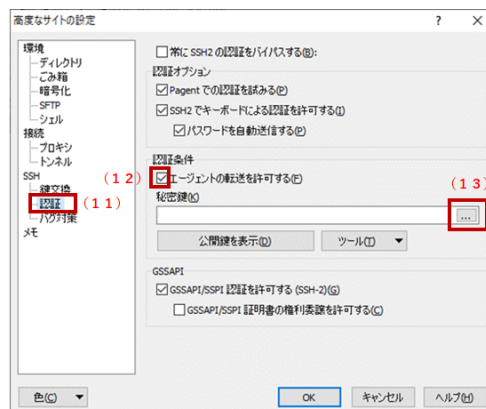 高度なサイトの設定
? ×
環境
ディレクトリ
ごみ箱
暗号化
SFTP
シェル
接続
プロキシ
トンネル
SSH
鍵交換
認証
バグ対策
メモ
(11)
常に SSH2 の認証をバイパスする(B):
認証オプション
Pagent での認証を試みる(P)
SSH2 でキーボードによる認証を許可する(I)
パスワードを自動送信する(P)
認証条件
(12)
エージェントの転送を許可する(F)
秘密鍵(K)
(13)
...
公開鍵を表示(D)
ツール(T)
GSSAPI
GSSAPI/SSPI 認証を許可する (SSH-2)(G)
GSSAPI/SSPI 証明書の権利委譲を許可する(C)
色(C)
OK
キャンセル
ヘルプ(H)